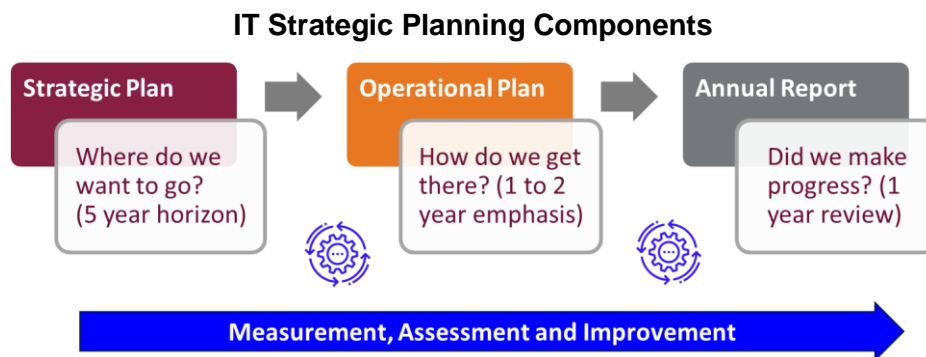 IT Strategic Planning Components
Strategic Plan
Where do we
want to go?
(5 year horizon)
Operational Plan
How do we get
there? (1 to 2
year emphasis)
Annual Report
Did we make
progress? (1
year review)
Measurement, Assessment and Improvement